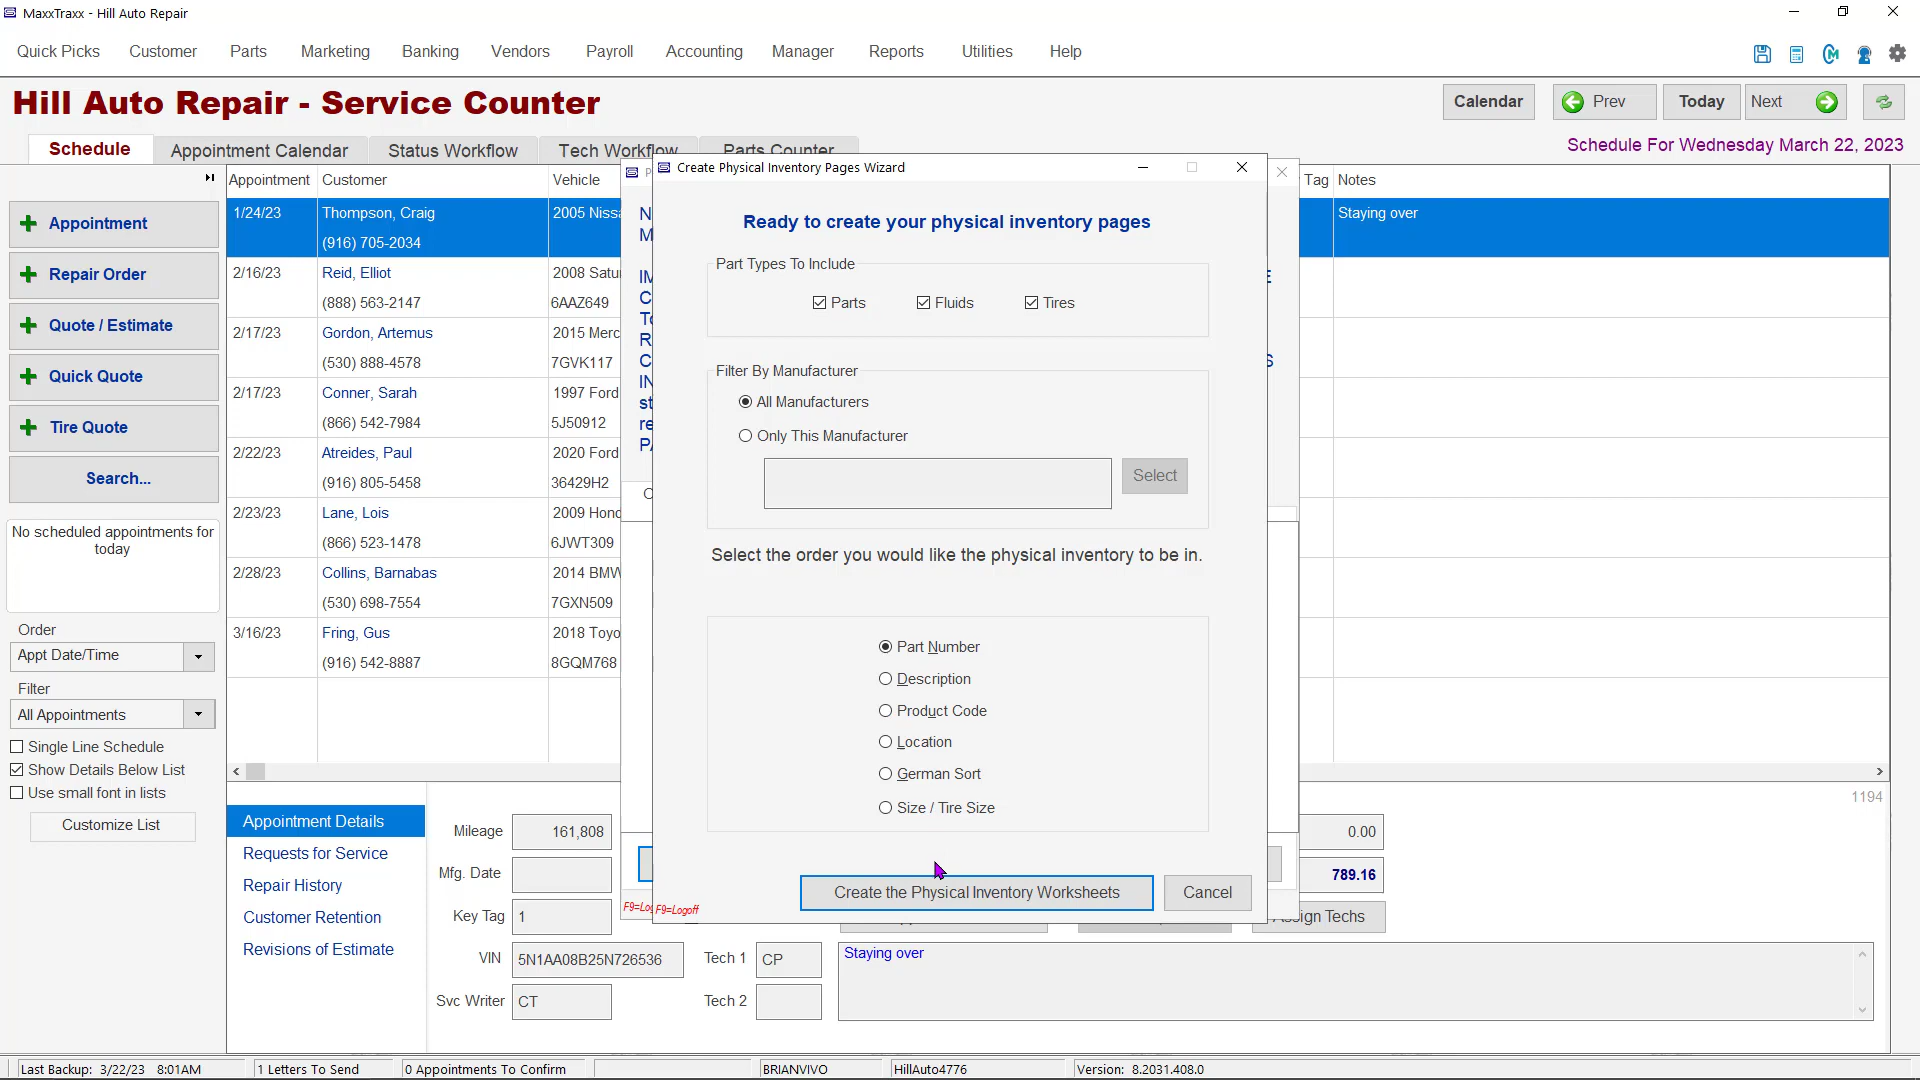 MaxxTraxx - Hill Auto Repair
Quick Picks Customer Parts Marketing Banking Vendors Payroll Accounting Manager Reports Utilities Help
Hill Auto Repair - Service Counter
Calendar Prev Today Next
Schedule For Wednesday March 22, 2023
Schedule Appointment Calendar Status Workflow Tech Workflow Parts Counter
Appointment
Repair Order
Quote / Estimate
Quick Quote
Tire Quote
Search...
No scheduled appointments for
today
Order
Appt Date/Time
Filter
All Appointments
Single Line Schedule
Show Details Below List
Use small font in lists
Customize List
Appointment Customer Vehicle Tag Notes
1/24/23 Thompson, Craig 2005 Nissa Staying over
(916) 705-2034
2/16/23 Reid, Elliot 2008 Satu
(888) 563-2147 6AAZ649
2/17/23 Gordon, Artemus 2015 Merc
(530) 888-4578 7GVK117
2/17/23 Conner, Sarah 1997 Ford
(866) 542-7984 5J50912
2/22/23 Atreides, Paul 2020 Ford
(916) 805-5458 36429H2
2/23/23 Lane, Lois 2009 Hond
(866) 523-1478 6JWT309
2/28/23 Collins, Barnabas 2014 BMW
(530) 698-7554 7GXN509
3/16/23 Fring, Gus 2018 Toyo
(916) 542-8887 8GQM768
Create Physical Inventory Pages Wizard
Ready to create your physical inventory pages
Part Types To Include
Parts Fluids Tires
Filter By Manufacturer
All Manufacturers
Only This Manufacturer
Select
Select the order you would like the physical inventory to be in.
Part Number
Description
Product Code
Location
German Sort
Size / Tire Size
Create the Physical Inventory Worksheets Cancel
F9=Log F9=Logoff
1194
Appointment Details
Requests for Service
Repair History
Customer Retention
Revisions of Estimate
Mileage 161,808 0.00
Mfg. Date 789.16
Key Tag 1 Assign Techs
VIN 5N1AA08B25N726536 Tech 1 CP Staying over
Svc Writer CT Tech 2
Last Backup: 3/22/23 8:01AM 1 Letters To Send 0 Appointments To Confirm BRIANVIVO HillAuto4776 Version: 8.2031.408.0